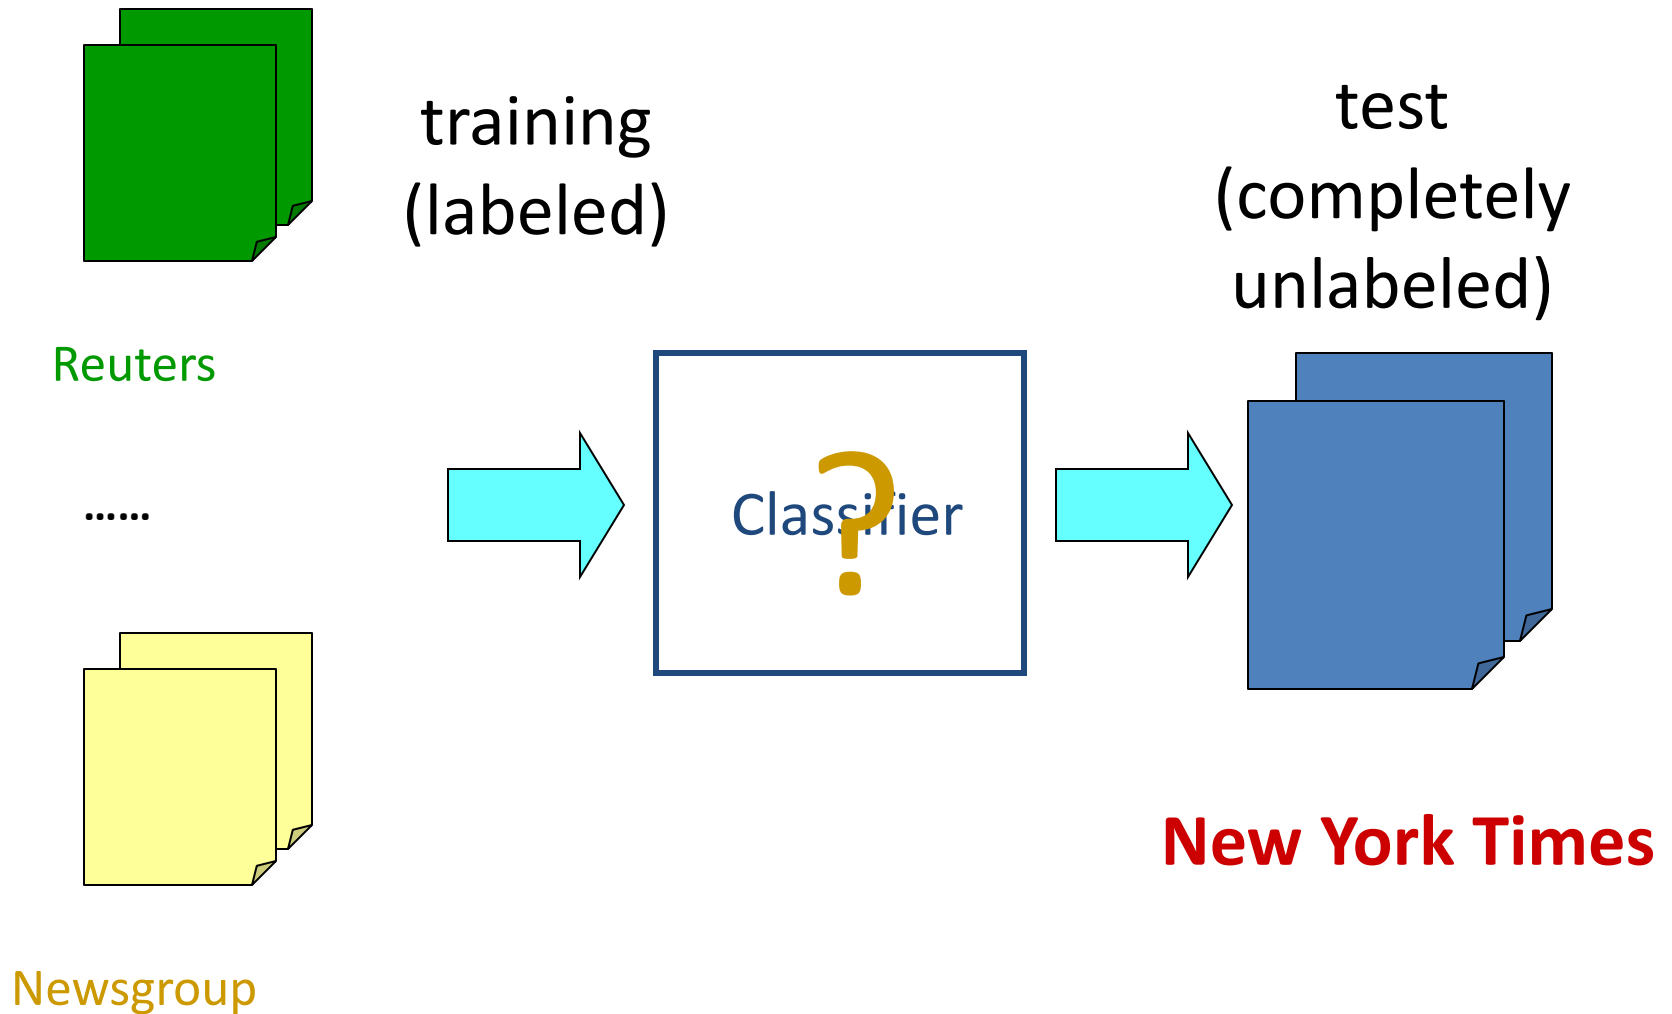 training
(labeled)
test
(completely
unlabeled)
Reuters
......
Classifier
?
New York Times
Newsgroup